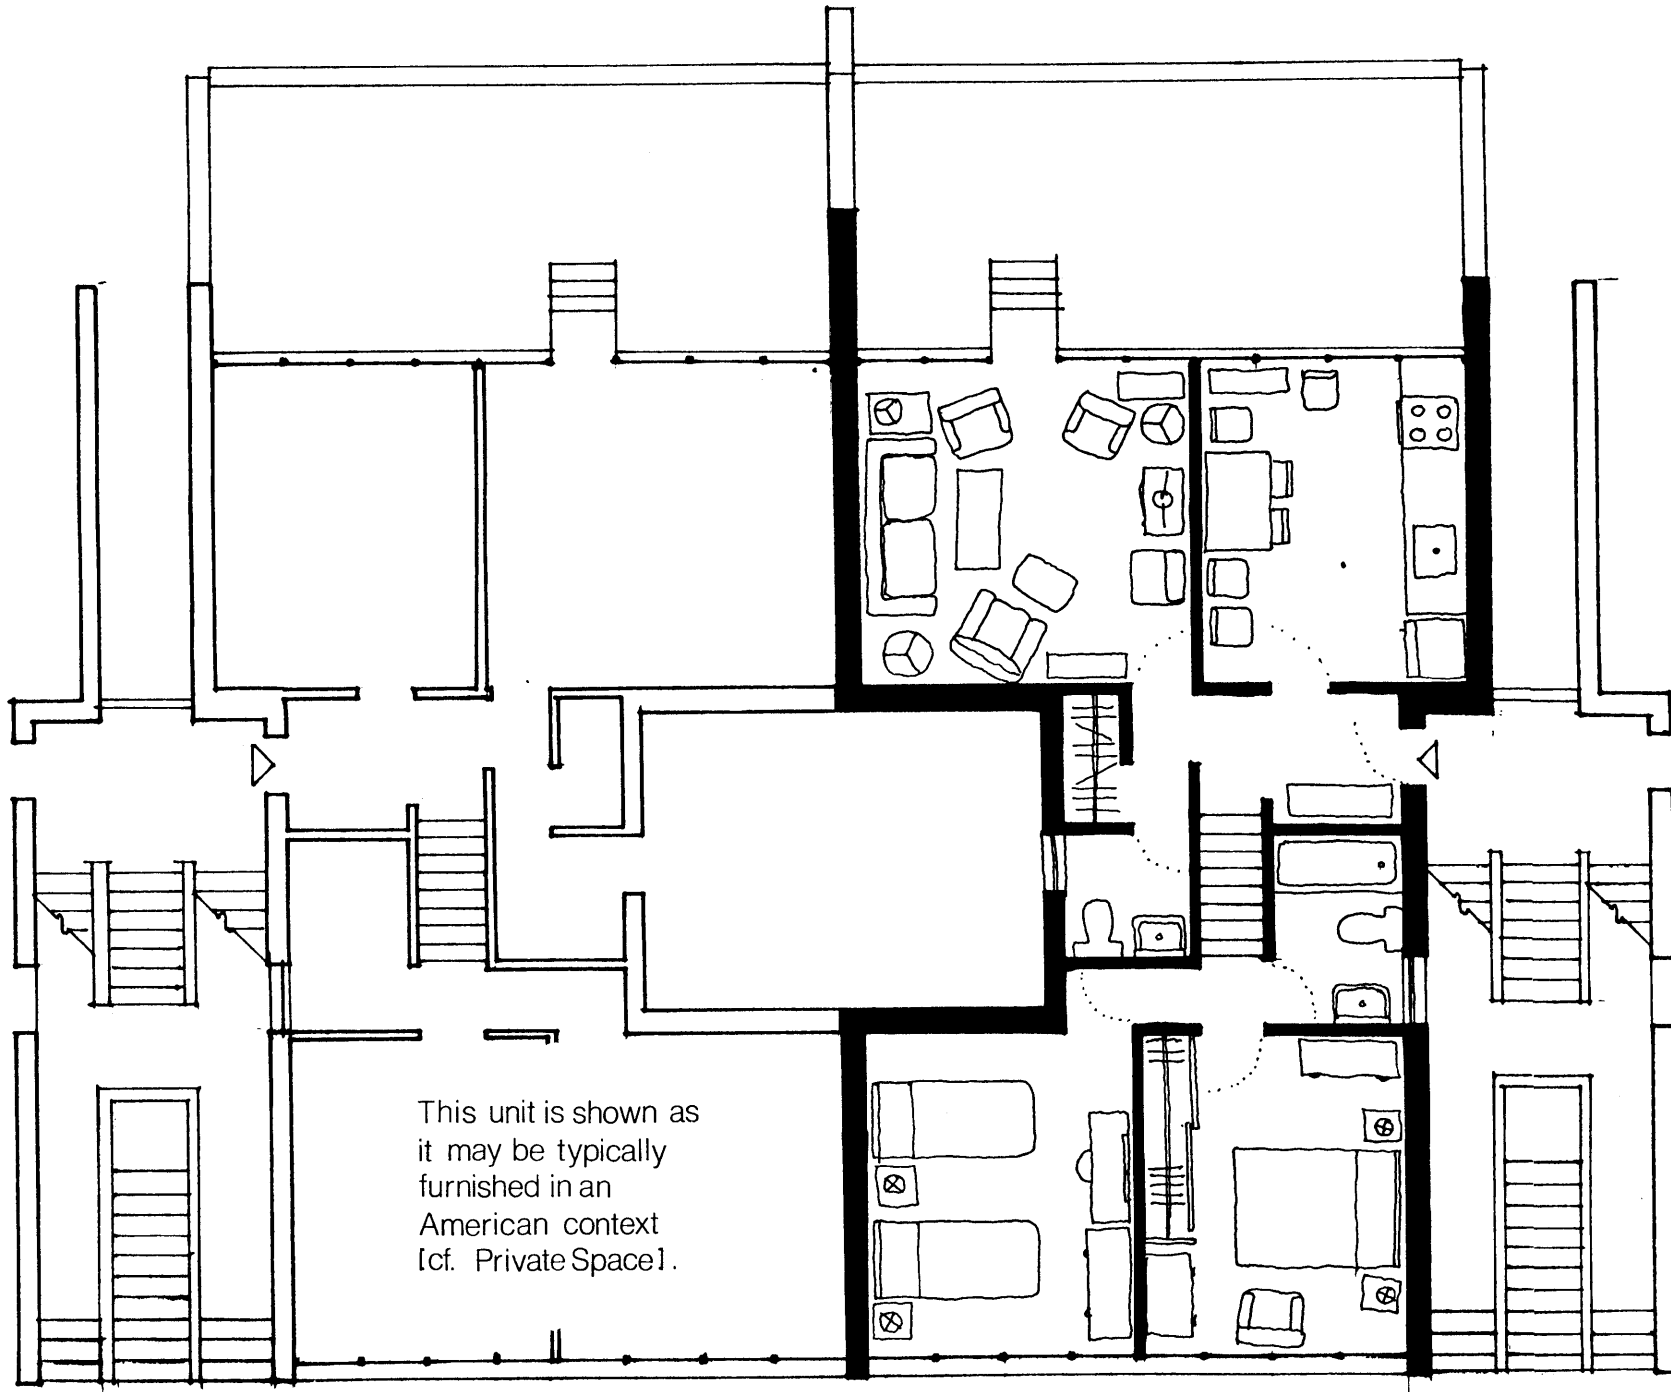 This unit is shown as
it may be typically
furnished in an
American context
[cf. Private Space].